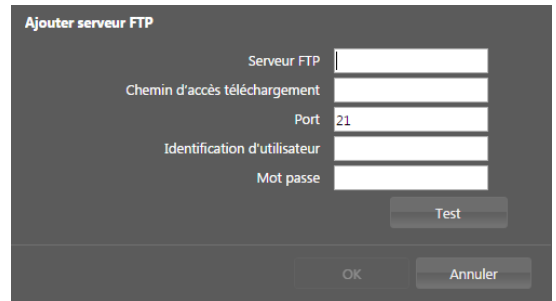 Ajouter serveur FTP
Serveur FTP
Chemin d'accès téléchargement
Port 21
Identification d'utilisateur
Mot passe
Test
OK Annuler